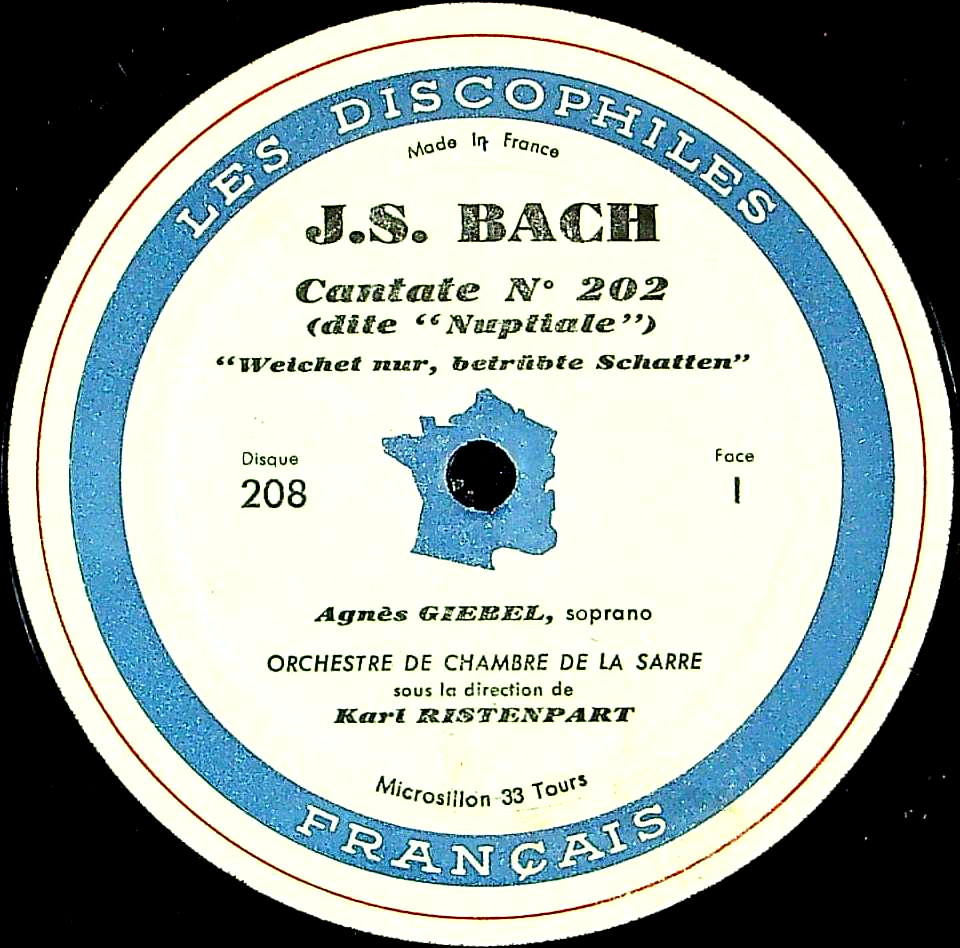 LES DISCOPHILES
Made In France
J.S. BACH
Cantate N° 202
(dite “Nuptiale”)
“Weichet nur, betrübte Schatten”
Disque
208
Face
I
Agnès GIEBEL, soprano
ORCHESTRE DE CHAMBRE DE LA SARRE
sous la direction de
Karl RISTENPART
Microsillon 33 Tours
FRANÇAIS